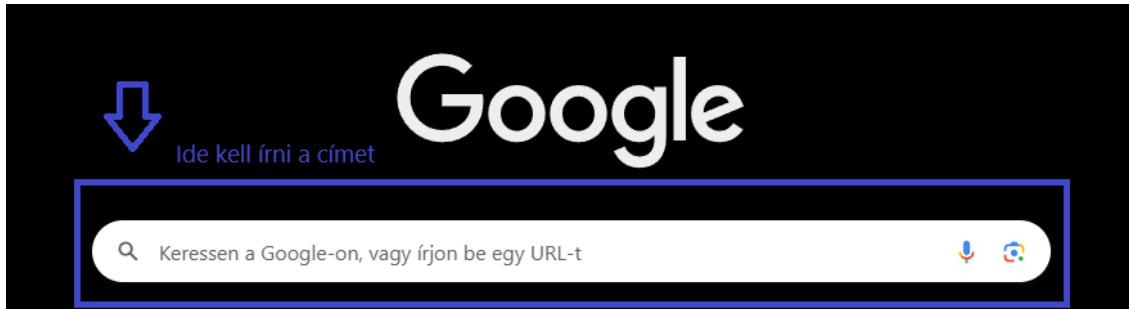 Google
Ide kell írni a címet
Keressen a Google-on, vagy írjon be egy URL-t